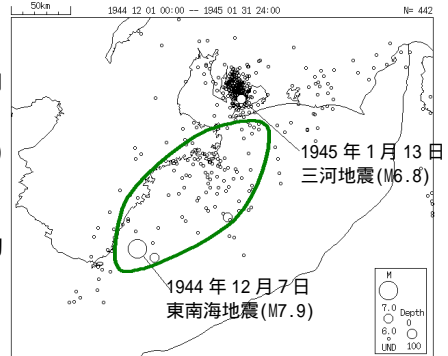 50km
1944 12 01 00:00 -- 1945 01 31 24:00
N= 442
1945 年 1 月 13 日
三河地震(M6.8)
1944 年 12 月 7 日
東南海地震(M7.9)
M
7.0
6.0
UND
Depth
0
100